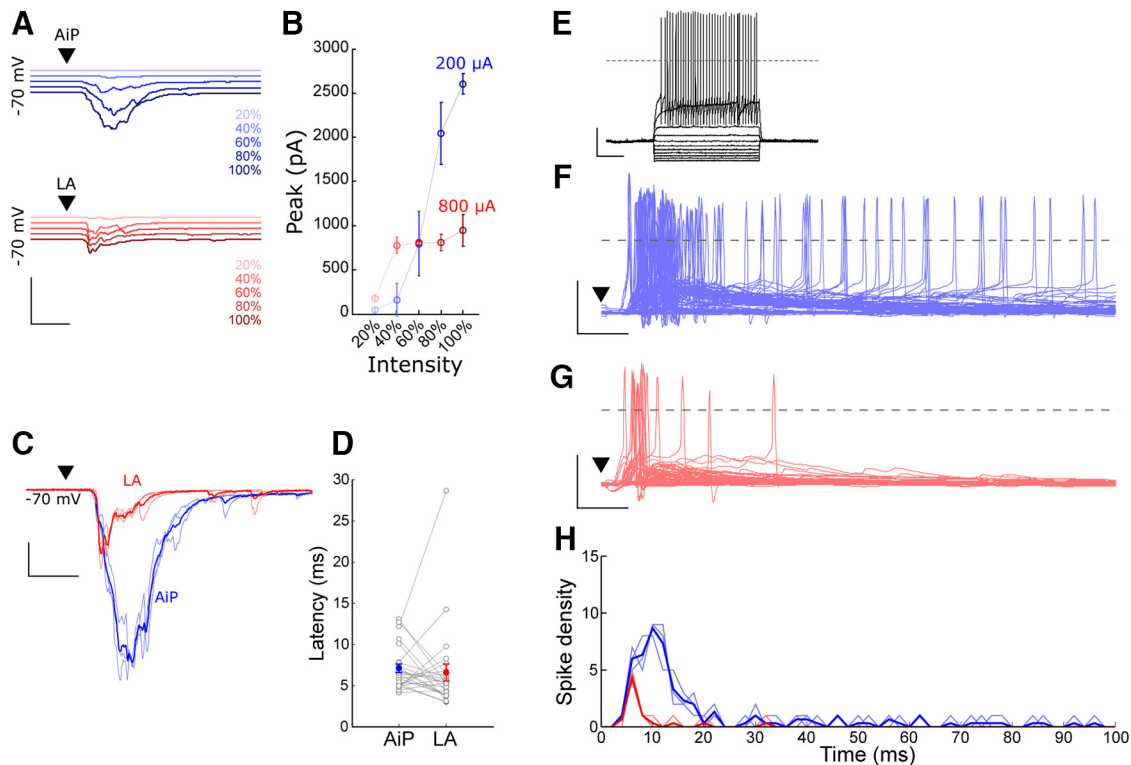 A
AiP
-70 mV
20%
40%
60%
80%
100%
LA
-70 mV
20%
40%
60%
80%
100%
B
3000
2500
2000
1500
1000
500
0
Peak (pA)
200 µA
800 µA
20%
40%
60%
80%
100%
Intensity
C
-70 mV
LA
AiP
D
30
25
20
15
10
5
0
Latency (ms)
AiP LA
E
F
G
H
15
10
5
0
Spike density
0 10 20 30 40 50 60 70 80 90 100
Time (ms)